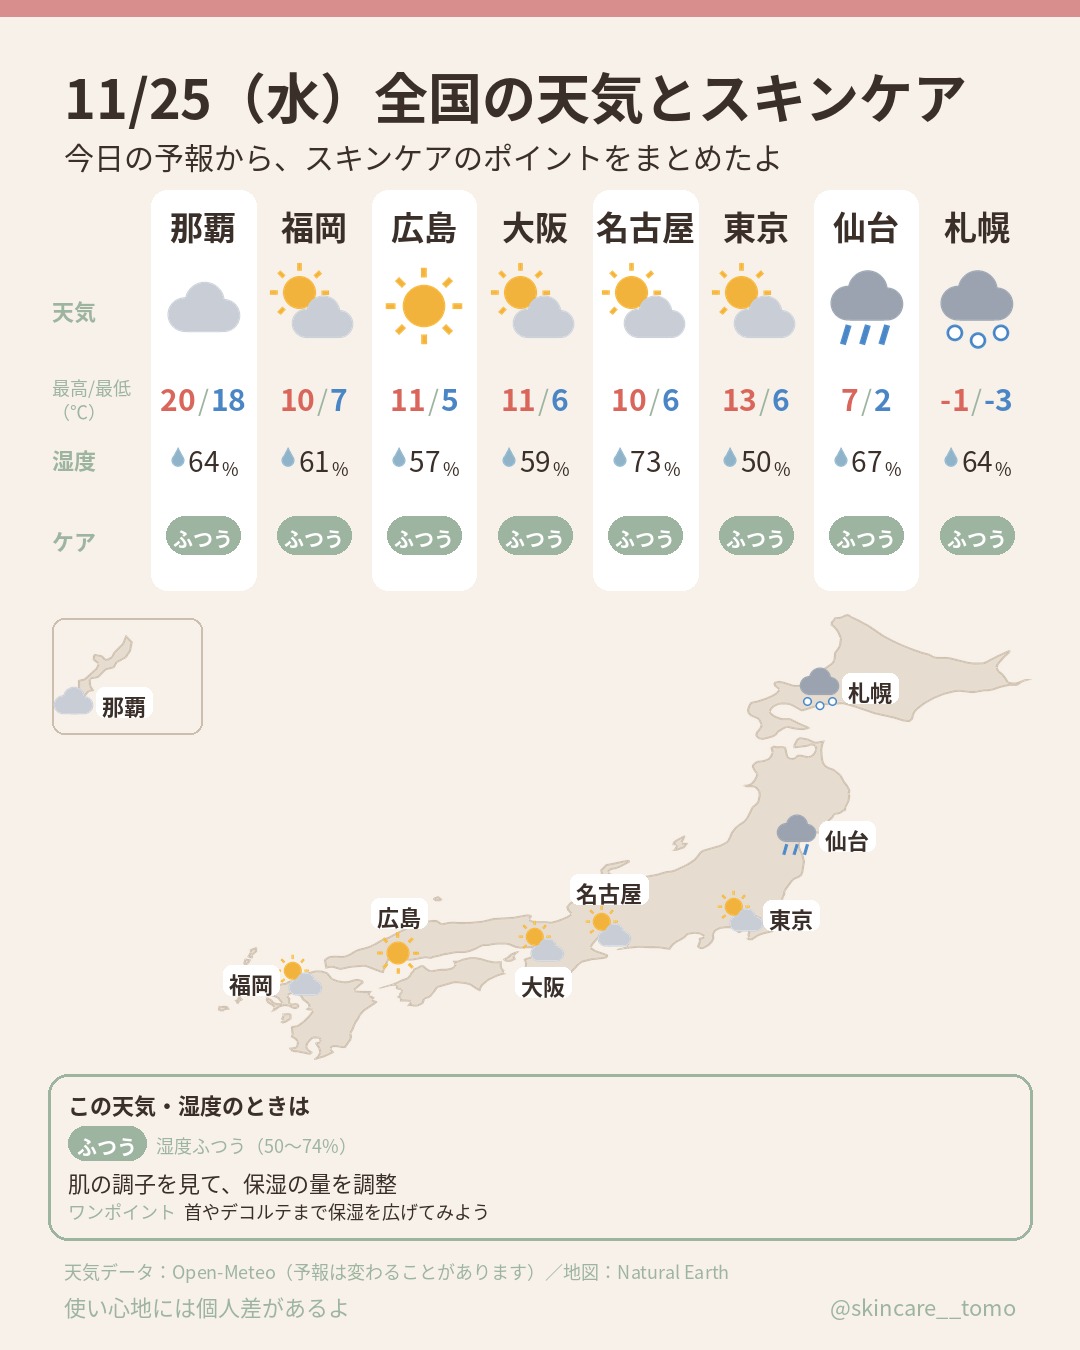 11/25（水）全国の天気とスキンケア
今日の予報から、スキンケアのポイントをまとめたよ
那覇 福岡 広島 大阪 名古屋 東京 仙台 札幌
天気
最高/最低（℃） 20/18 10/7 11/5 11/6 10/6 13/6 7/2 -1/-3
湿度 64% 61% 57% 59% 73% 50% 67% 64%
ケア ふつう ふつう ふつう ふつう ふつう ふつう ふつう ふつう
那覇
札幌
仙台
名古屋
広島
東京
福岡
大阪
この天気・湿度のときは
ふつう 湿度ふつう（50〜74%）
肌の調子を見て、保湿の量を調整
ワンポイント 首やデコルテまで保湿を広げてみよう
天気データ：Open-Meteo（予報は変わることがあります）／地図：Natural Earth
使い心地には個人差があるよ
@skincare__tomo